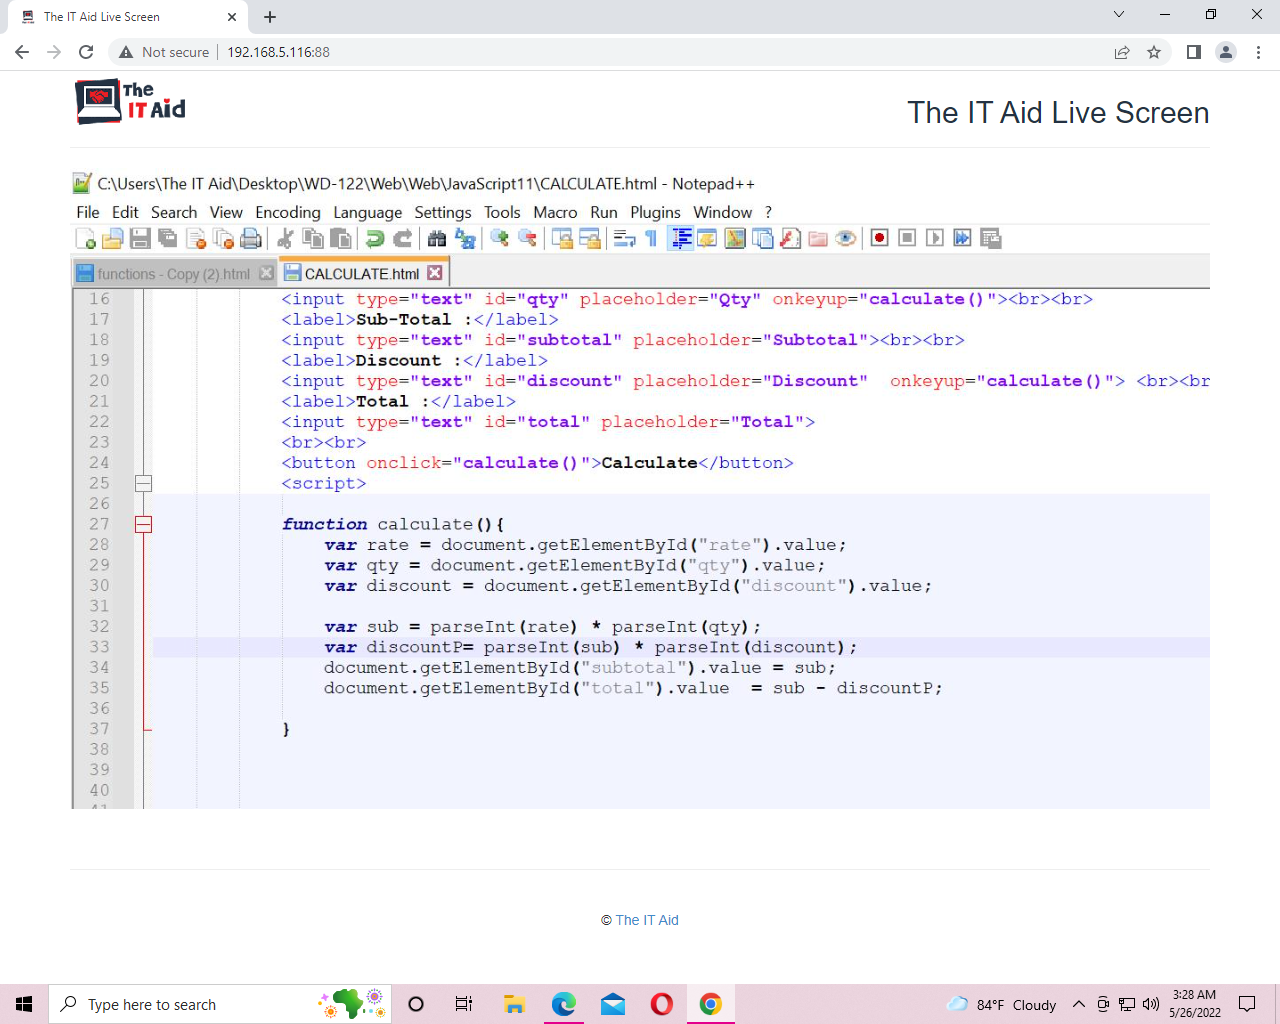 The IT Aid Live Screen
Not secure 192.168.5.116:88
The
IT Aid
The IT Aid Live Screen
C:\Users\The IT Aid\Desktop\WD-122\Web\Web\JavaScript11\CALCULATE.html - Notepad++
File Edit Search View Encoding Language Settings Tools Macro Run Plugins Window ?
functions - Copy (2).html CALCULATE.html
16 <input type="text" id="qty" placeholder="Qty" onkeyup="calculate()"><br><br>
17 <label>Sub-Total :</label>
18 <input type="text" id="subtotal" placeholder="Subtotal"><br><br>
19 <label>Discount :</label>
20 <input type="text" id="discount" placeholder="Discount"  onkeyup="calculate()"> <br><br
21 <label>Total :</label>
22 <input type="text" id="total" placeholder="Total">
23 <br><br>
24 <button onclick="calculate()">Calculate</button>
25 <script>
26
27 function calculate(){
28 var rate = document.getElementById("rate").value;
29 var qty = document.getElementById("qty").value;
30 var discount = document.getElementById("discount").value;
31
32 var sub = parseInt(rate) * parseInt(qty);
33 var discountP= parseInt(sub) * parseInt(discount);
34 document.getElementById("subtotal").value = sub;
35 document.getElementById("total").value  = sub - discountP;
36
37 }
38
39
40
© The IT Aid
Type here to search
84°F Cloudy
3:28 AM
5/26/2022